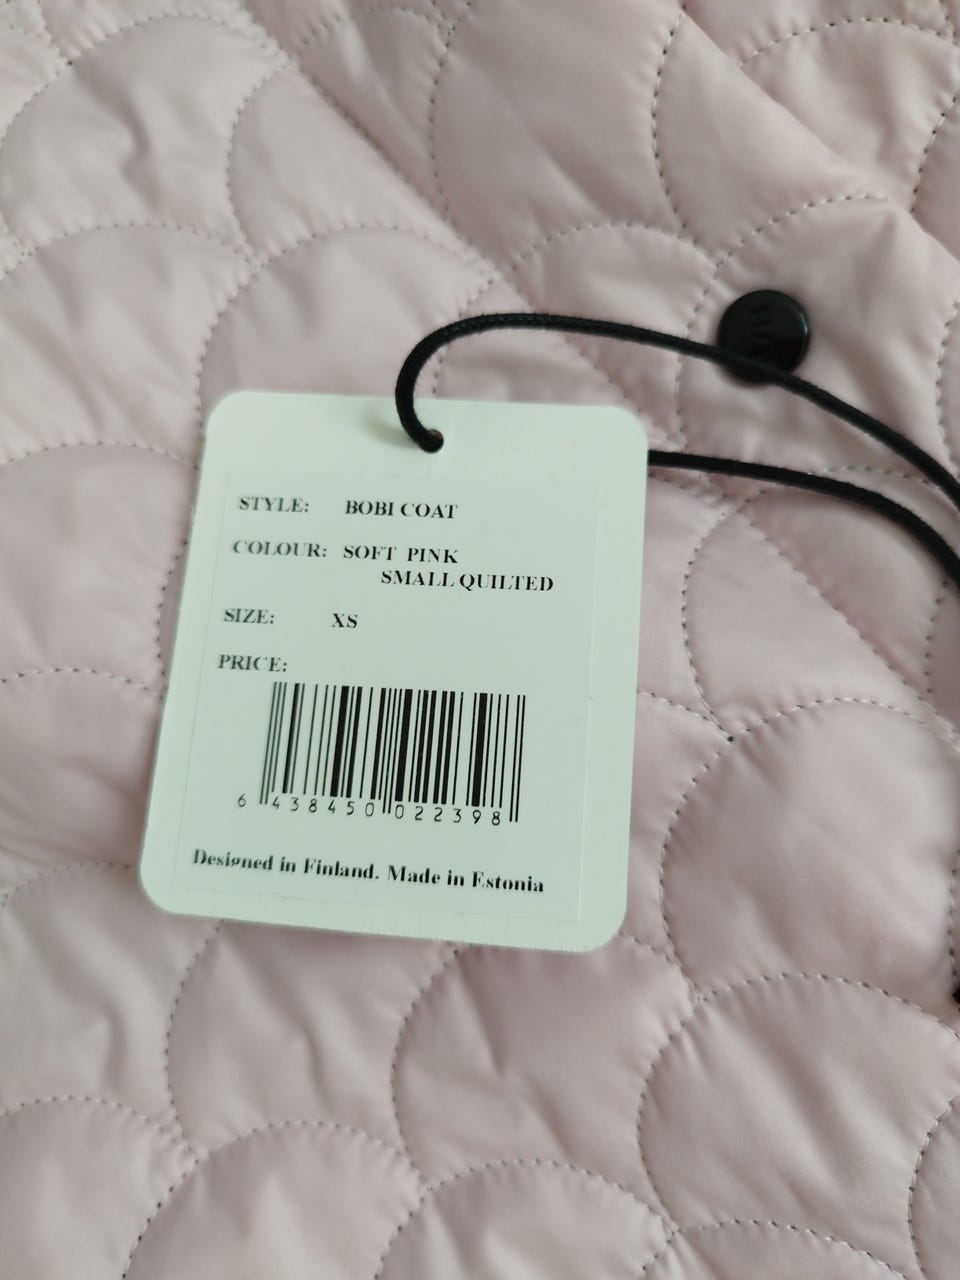 STYLE: BOBI COAT
COLOUR: SOFT PINK
SMALL QUILTED
SIZE: XS
PRICE:
6 438450 022398
Designed in Finland. Made in Estonia